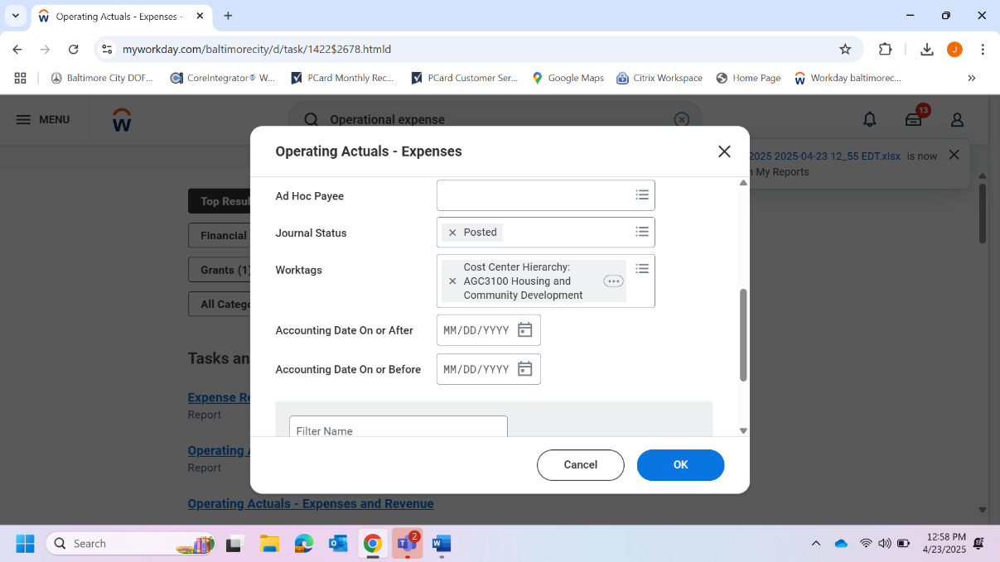 Operating Actuals - Expenses -
myworkday.com/baltimorecity/d/task/1422$2678.htmld
J
Baltimore City DOF...
CoreIntegrator® W...
PCard Monthly Rec...
PCard Customer Ser...
Google Maps
Citrix Workspace
Home Page
Workday baltimorec...
MENU
Operational expense
13
Operating Actuals - Expenses
2025 2025-04-23 12_55 EDT.xlsx is now
n My Reports
Top Resul
Ad Hoc Payee
Financial
Journal Status
Posted
Grants (1)
Worktags
Cost Center Hierarchy:
AGC3100 Housing and
Community Development
All Catego
Accounting Date On or After
MM/DD/YYYY
Tasks an
Accounting Date On or Before
MM/DD/YYYY
Expense Re
Report
Filter Name
Operating A
Report
Cancel
OK
Operating Actuals - Expenses and Revenue
Search
2
12:58 PM
4/23/2025